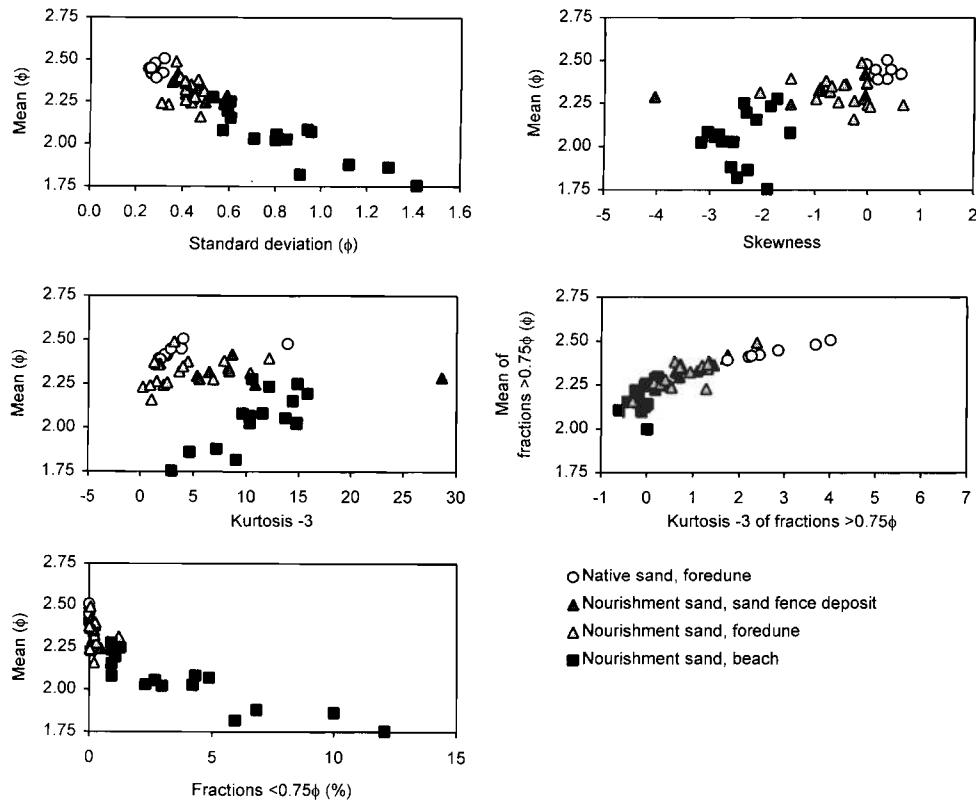 2.75
2.50
2.25
2.00
1.75
Mean (ϕ)
0.0 0.2 0.4 0.6 0.8 1.0 1.2 1.4 1.6
Standard deviation (ϕ)
2.75
2.50
2.25
2.00
1.75
Mean (ϕ)
-5 -4 -3 -2 -1 0 1 2
Skewness
2.75
2.50
2.25
2.00
1.75
Mean (ϕ)
-5 0 5 10 15 20 25 30
Kurtosis -3
2.75
2.50
2.25
2.00
1.75
Mean of
fractions >0.75ϕ (ϕ)
-1 0 1 2 3 4 5 6 7
Kurtosis -3 of fractions >0.75ϕ
2.75
2.50
2.25
2.00
1.75
Mean (ϕ)
0 5 10 15
Fractions <0.75ϕ (%)
Native sand, foredune
Nourishment sand, sand fence deposit
Nourishment sand, foredune
Nourishment sand, beach